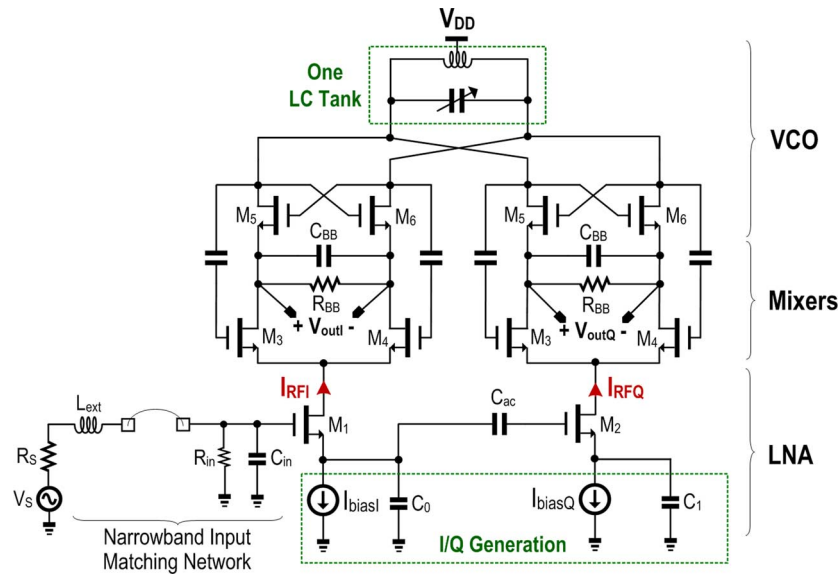 VDD
One
LC Tank
VCO
M5
M6
M5
M6
CBB
CBB
RBB
RBB
Mixers
+ VoutI -
+ VoutQ -
M3
M4
M3
M4
IRFI
IRFQ
Lext
Cac
M1
M2
LNA
RS
Rin
Cin
VS
IbiasI
C0
IbiasQ
C1
Narrowband Input
Matching Network
I/Q Generation